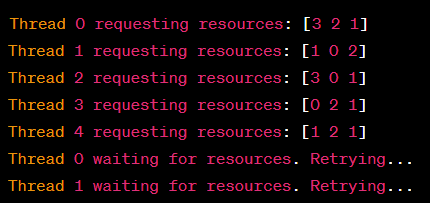 Thread 0 requesting resources: [3 2 1]
Thread 1 requesting resources: [1 0 2]
Thread 2 requesting resources: [3 0 1]
Thread 3 requesting resources: [0 2 1]
Thread 4 requesting resources: [1 2 1]
Thread 0 waiting for resources. Retrying...
Thread 1 waiting for resources. Retrying...